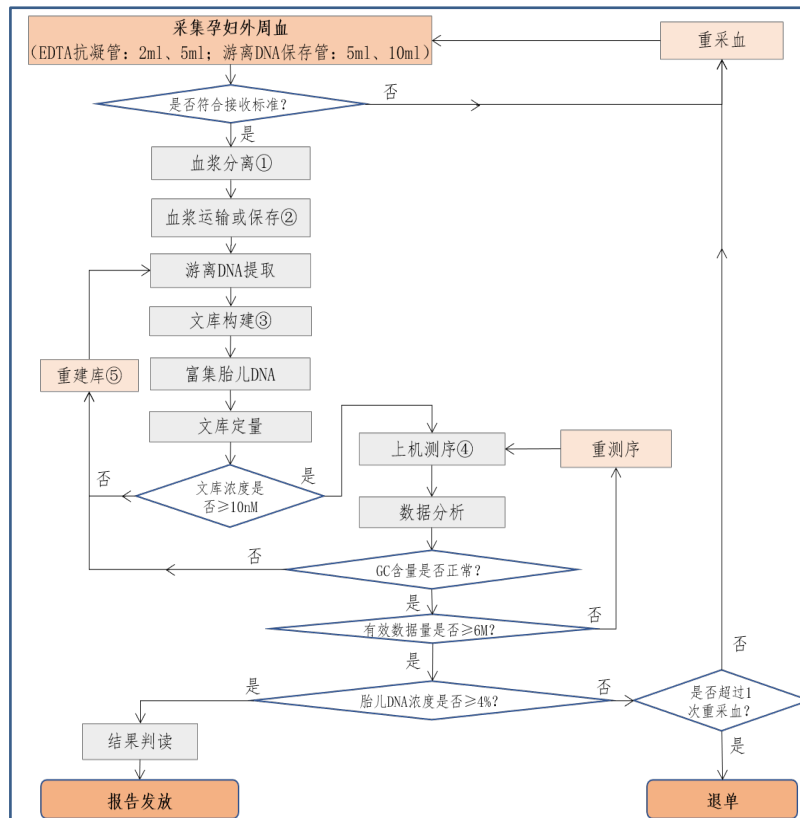 采集孕妇外周血
（EDTA抗凝管：2ml、5ml；游离DNA保存管：5ml、10ml）
重采血
是否符合接收标准？
否
是
血浆分离①
血浆运输或保存②
游离DNA提取
文库构建③
重建库⑤
富集胎儿DNA
文库定量
上机测序④
重测序
否
文库浓度是
否≥10nM
是
数据分析
否
GC含量是否正常？
是
有效数据量是否≥6M？
否
是
否
是
胎儿DNA浓度是否≥4%？
否
是否超过1
次重采血？
结果判读
是
报告发放
退单